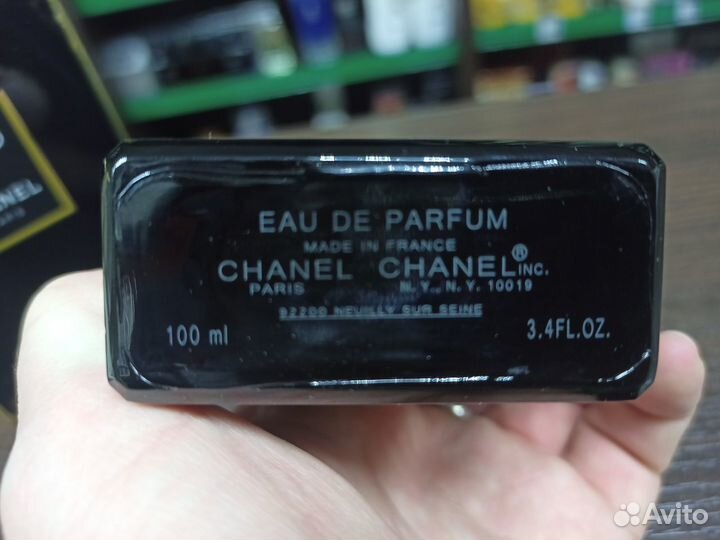 EAU DE PARFUM
MADE IN FRANCE
CHANEL CHANEL® INC.
PARIS N.Y., N.Y. 10019
92200 NEUILLY SUR SEINE
100 ml 3.4FL.OZ.
Avito